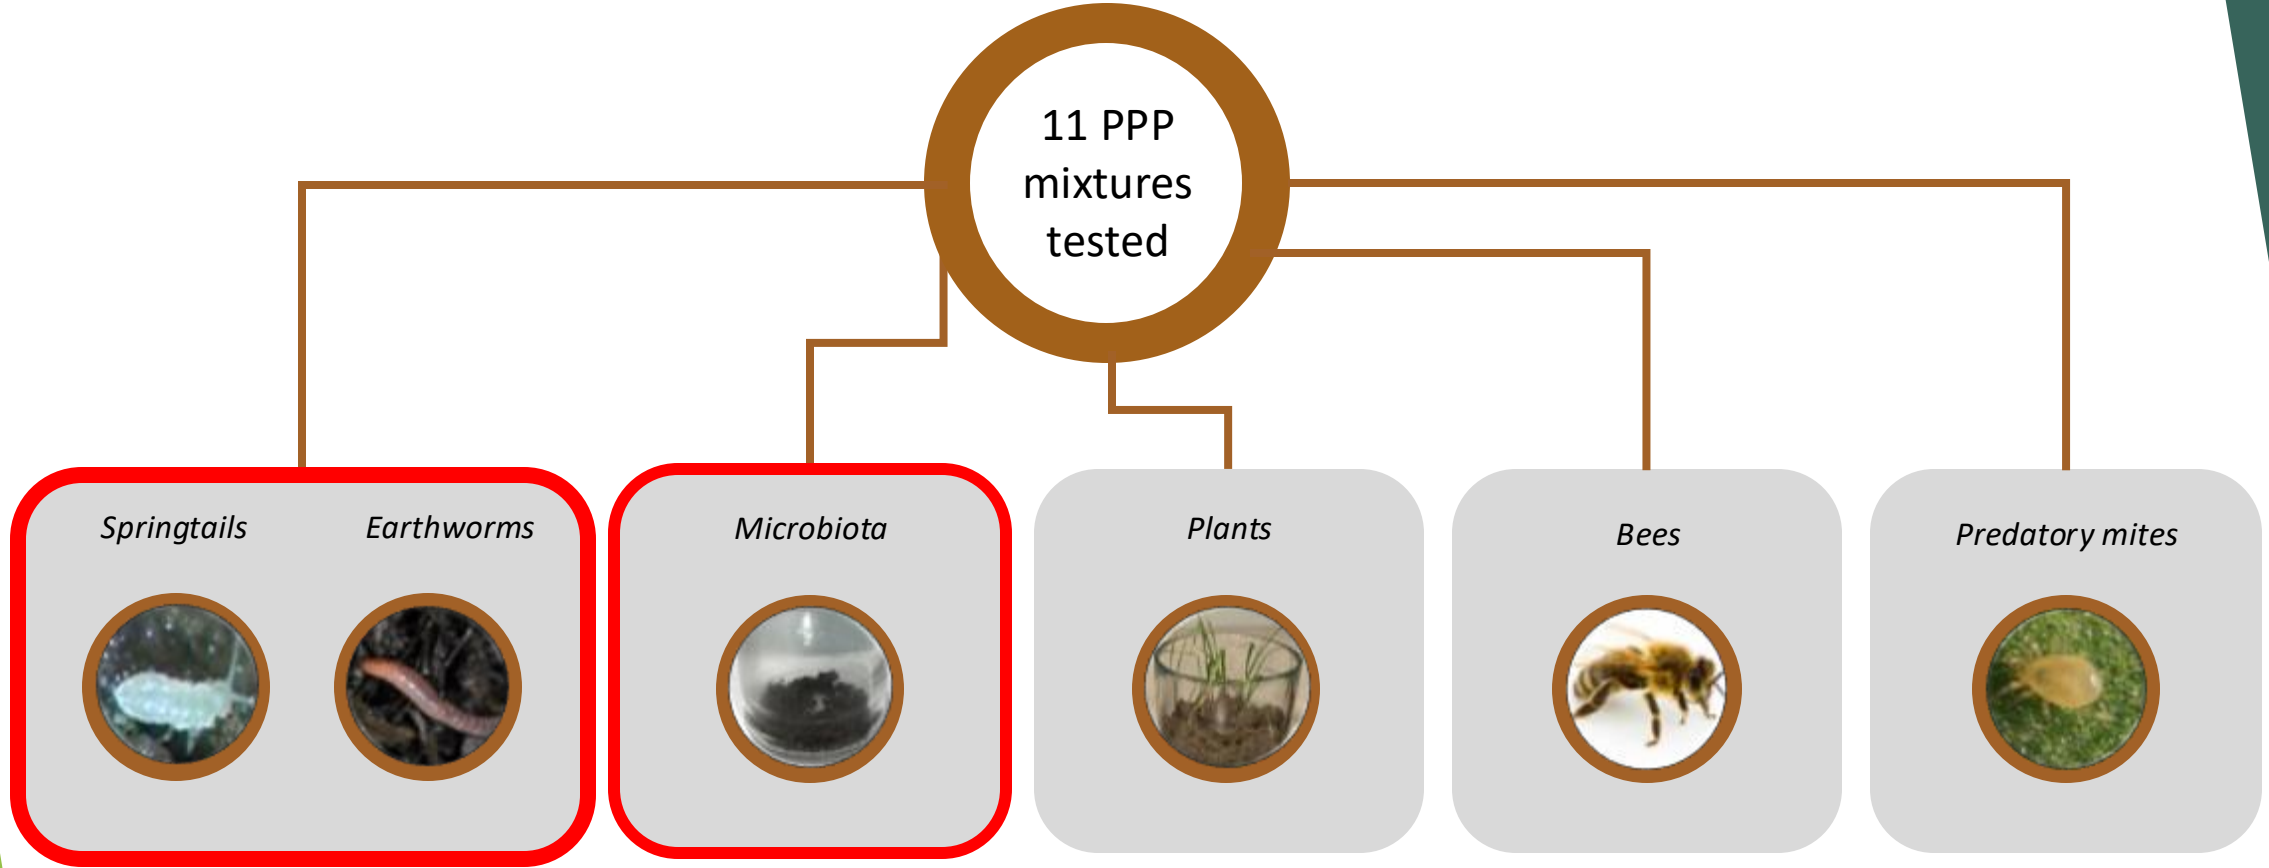 11 PPP
mixtures
tested
Springtails
Earthworms
Microbiota
Plants
Bees
Predatory mites